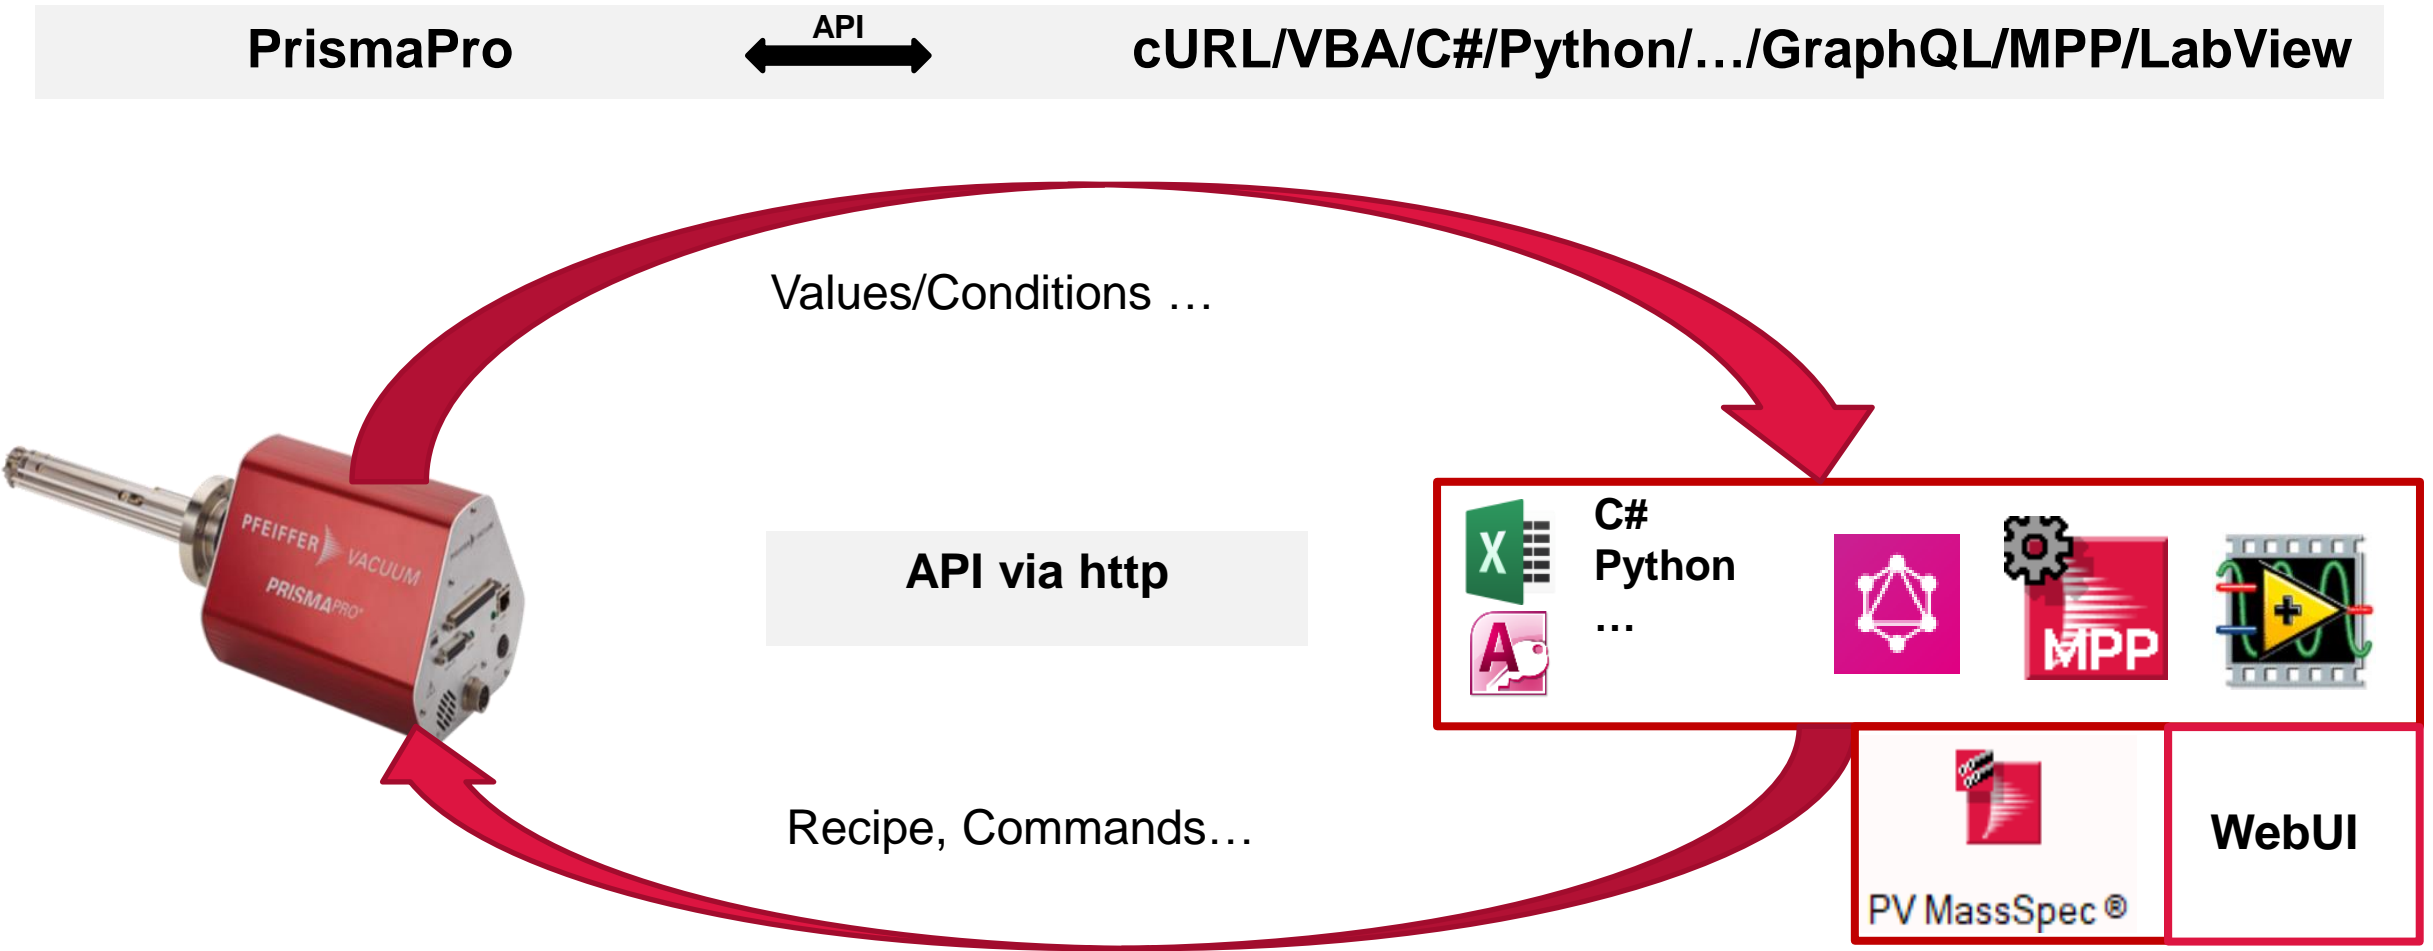 PrismaPro
API
cURL/VBA/C#/Python/…/GraphQL/MPP/LabView
Values/Conditions …
PFEIFFER VACUUM
PRISMAPRO®
API via http
X
A
C#
Python
…
MPP
Recipe, Commands…
PV MassSpec ®
WebUI